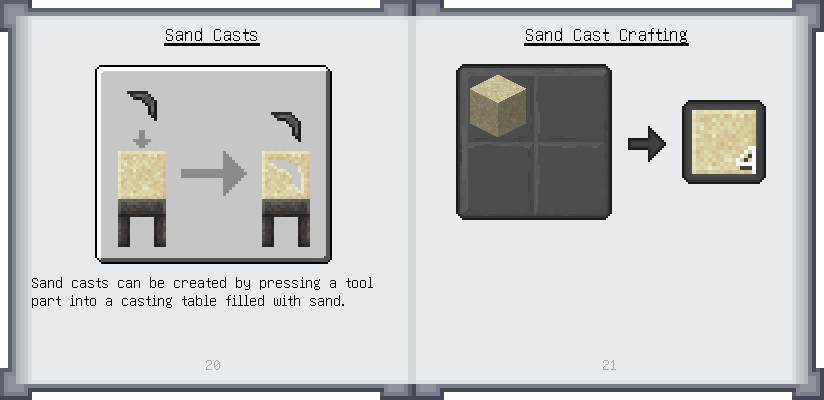 Sand Casts
Sand casts can be created by pressing a tool
part into a casting table filled with sand.
20
Sand Cast Crafting
4
21